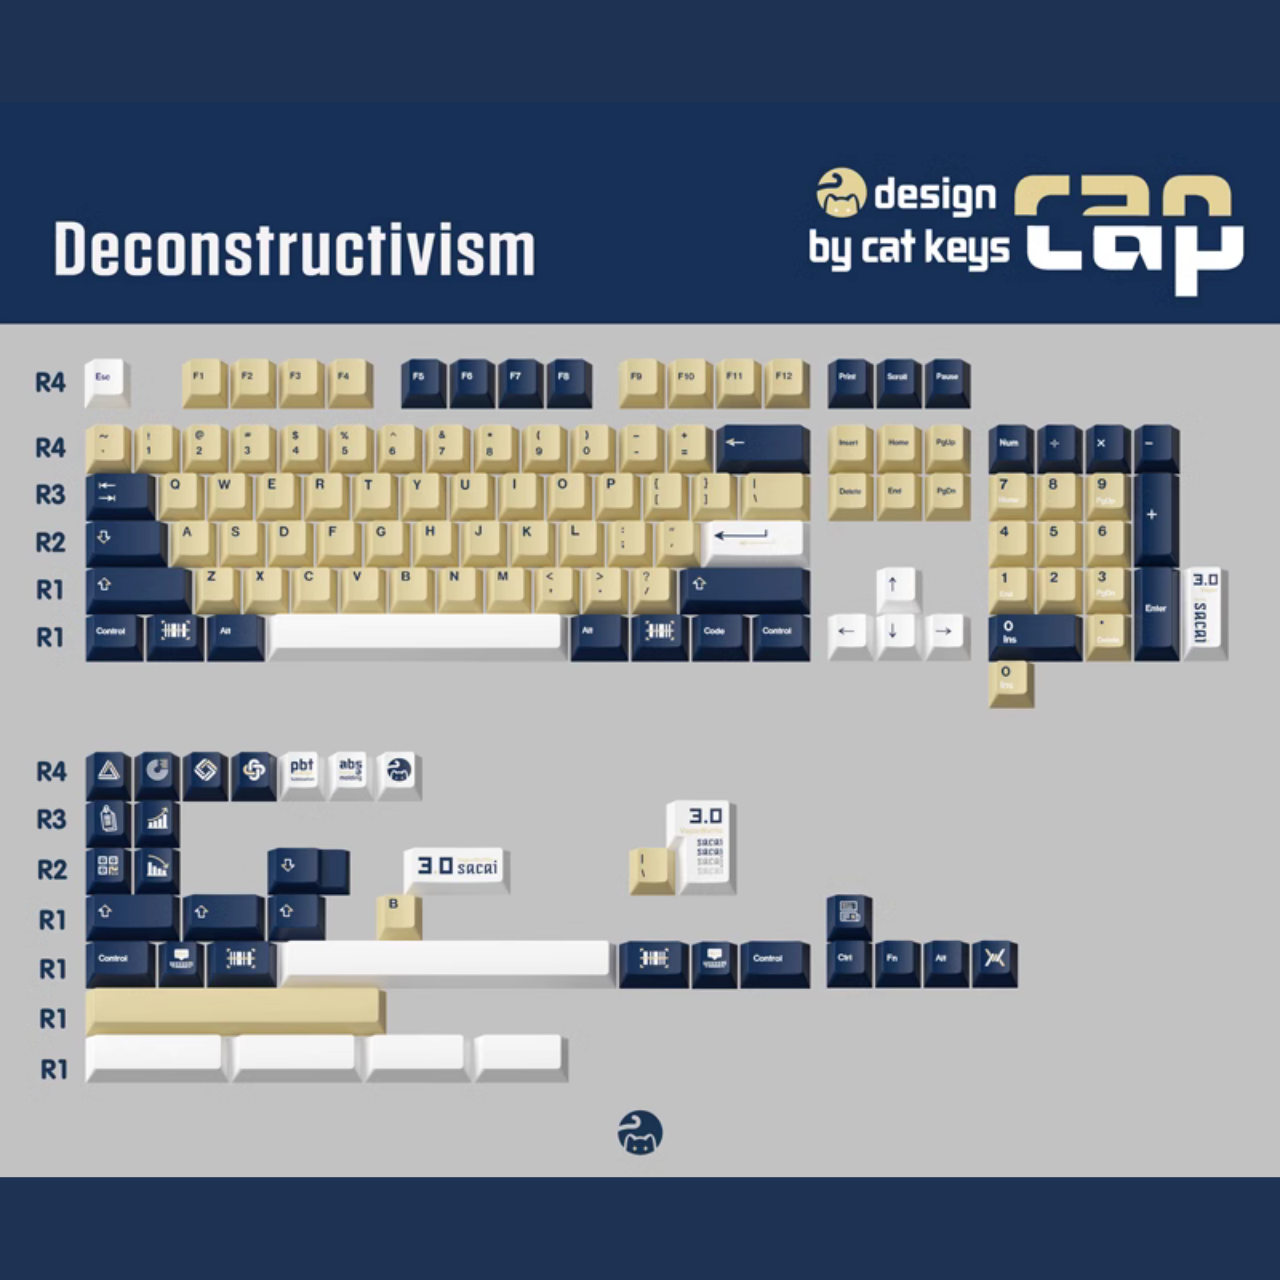 Deconstructivism
design
by cat keys
cap
R4 Esc F1 F2 F3 F4 F5 F6 F7 F8 F9 F10 F11 F12 Print Scroll Pause
~ ! @ # $ % ^ & * ( ) - +
R4 ` 1 2 3 4 5 6 7 8 9 0 - = ← Insert Home PgUp Num ÷ × −
R3 Q W E R T Y U I O P { [ } ] | \ Delete End PgDn 7 Home 8 9 PgUp +
R2 A S D F G H J K L : ; " ' 4 5 6
R1 Z X C V B N M < , > . ? / ↑ 1 End 2 3 PgDn Enter 3.0 sacai
R1 Control Alt Alt Code Control ← ↓ → 0 Ins . Delete
0 Ins
R4 pbt abs
R3 3.0
sacai
sacai
sacai
sacai
R2 3.0 sacai | \
R1 B
R1 Control Control Ctrl Fn Alt
R1
R1